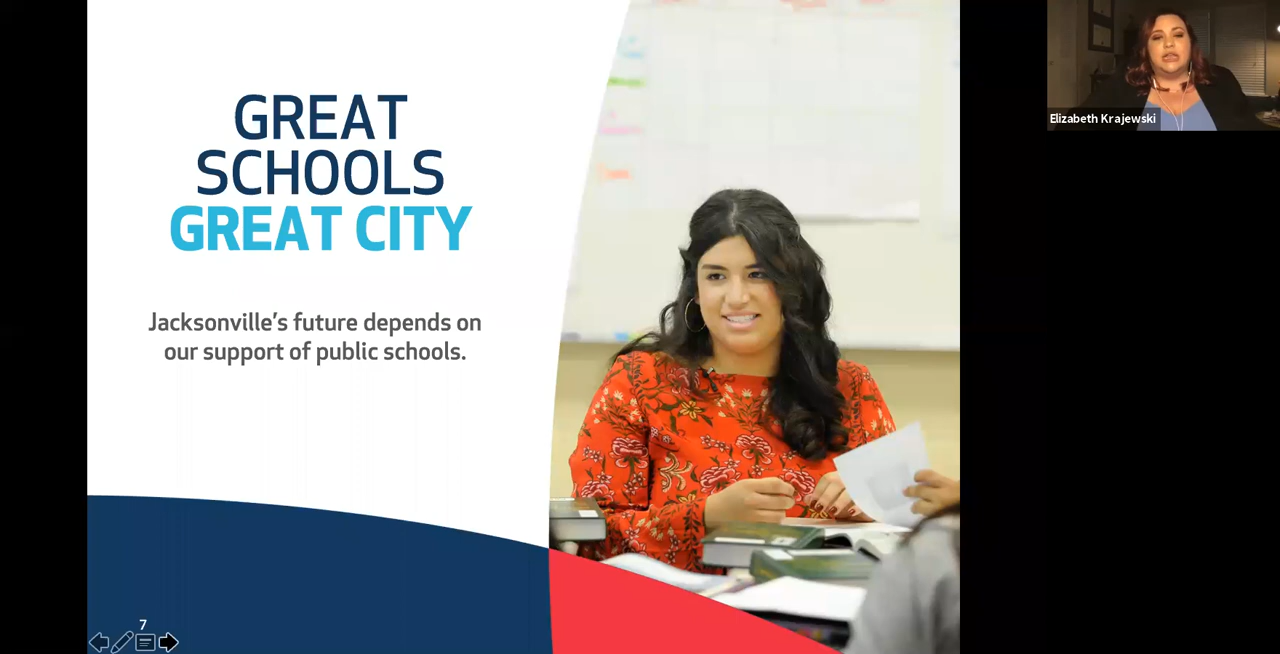 GREAT
SCHOOLS
GREAT CITY
Jacksonville's future depends on
our support of public schools.
7
Elizabeth Krajewski